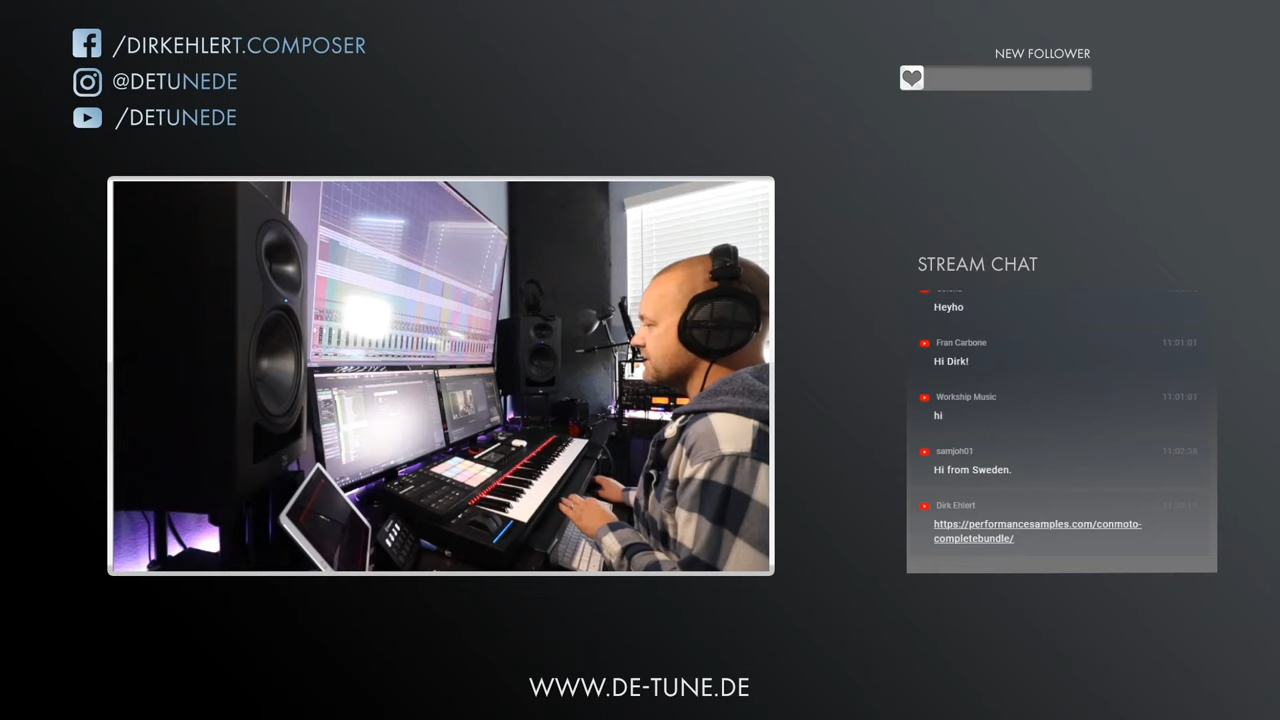 /DIRKEHLERT.COMPOSER
@DETUNEDE
/DETUNEDE
NEW FOLLOWER
STREAM CHAT
Heyho
Fran Carbone 11:01:01
Hi Dirk!
Workship Music 11:01:01
hi
samjoh01 11:02:38
Hi from Sweden.
Dirk Ehlert
https://performancesamples.com/conmoto-
completebundle/
WWW.DE-TUNE.DE